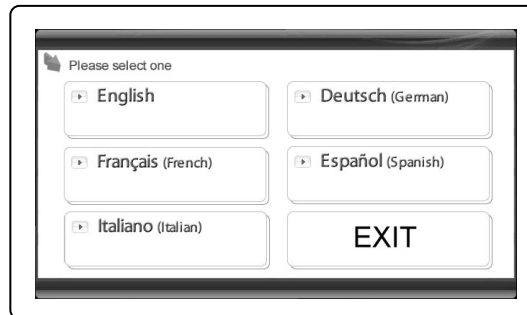 Please select one
English
Deutsch (German)
Français (French)
Español (Spanish)
Italiano (Italian)
EXIT